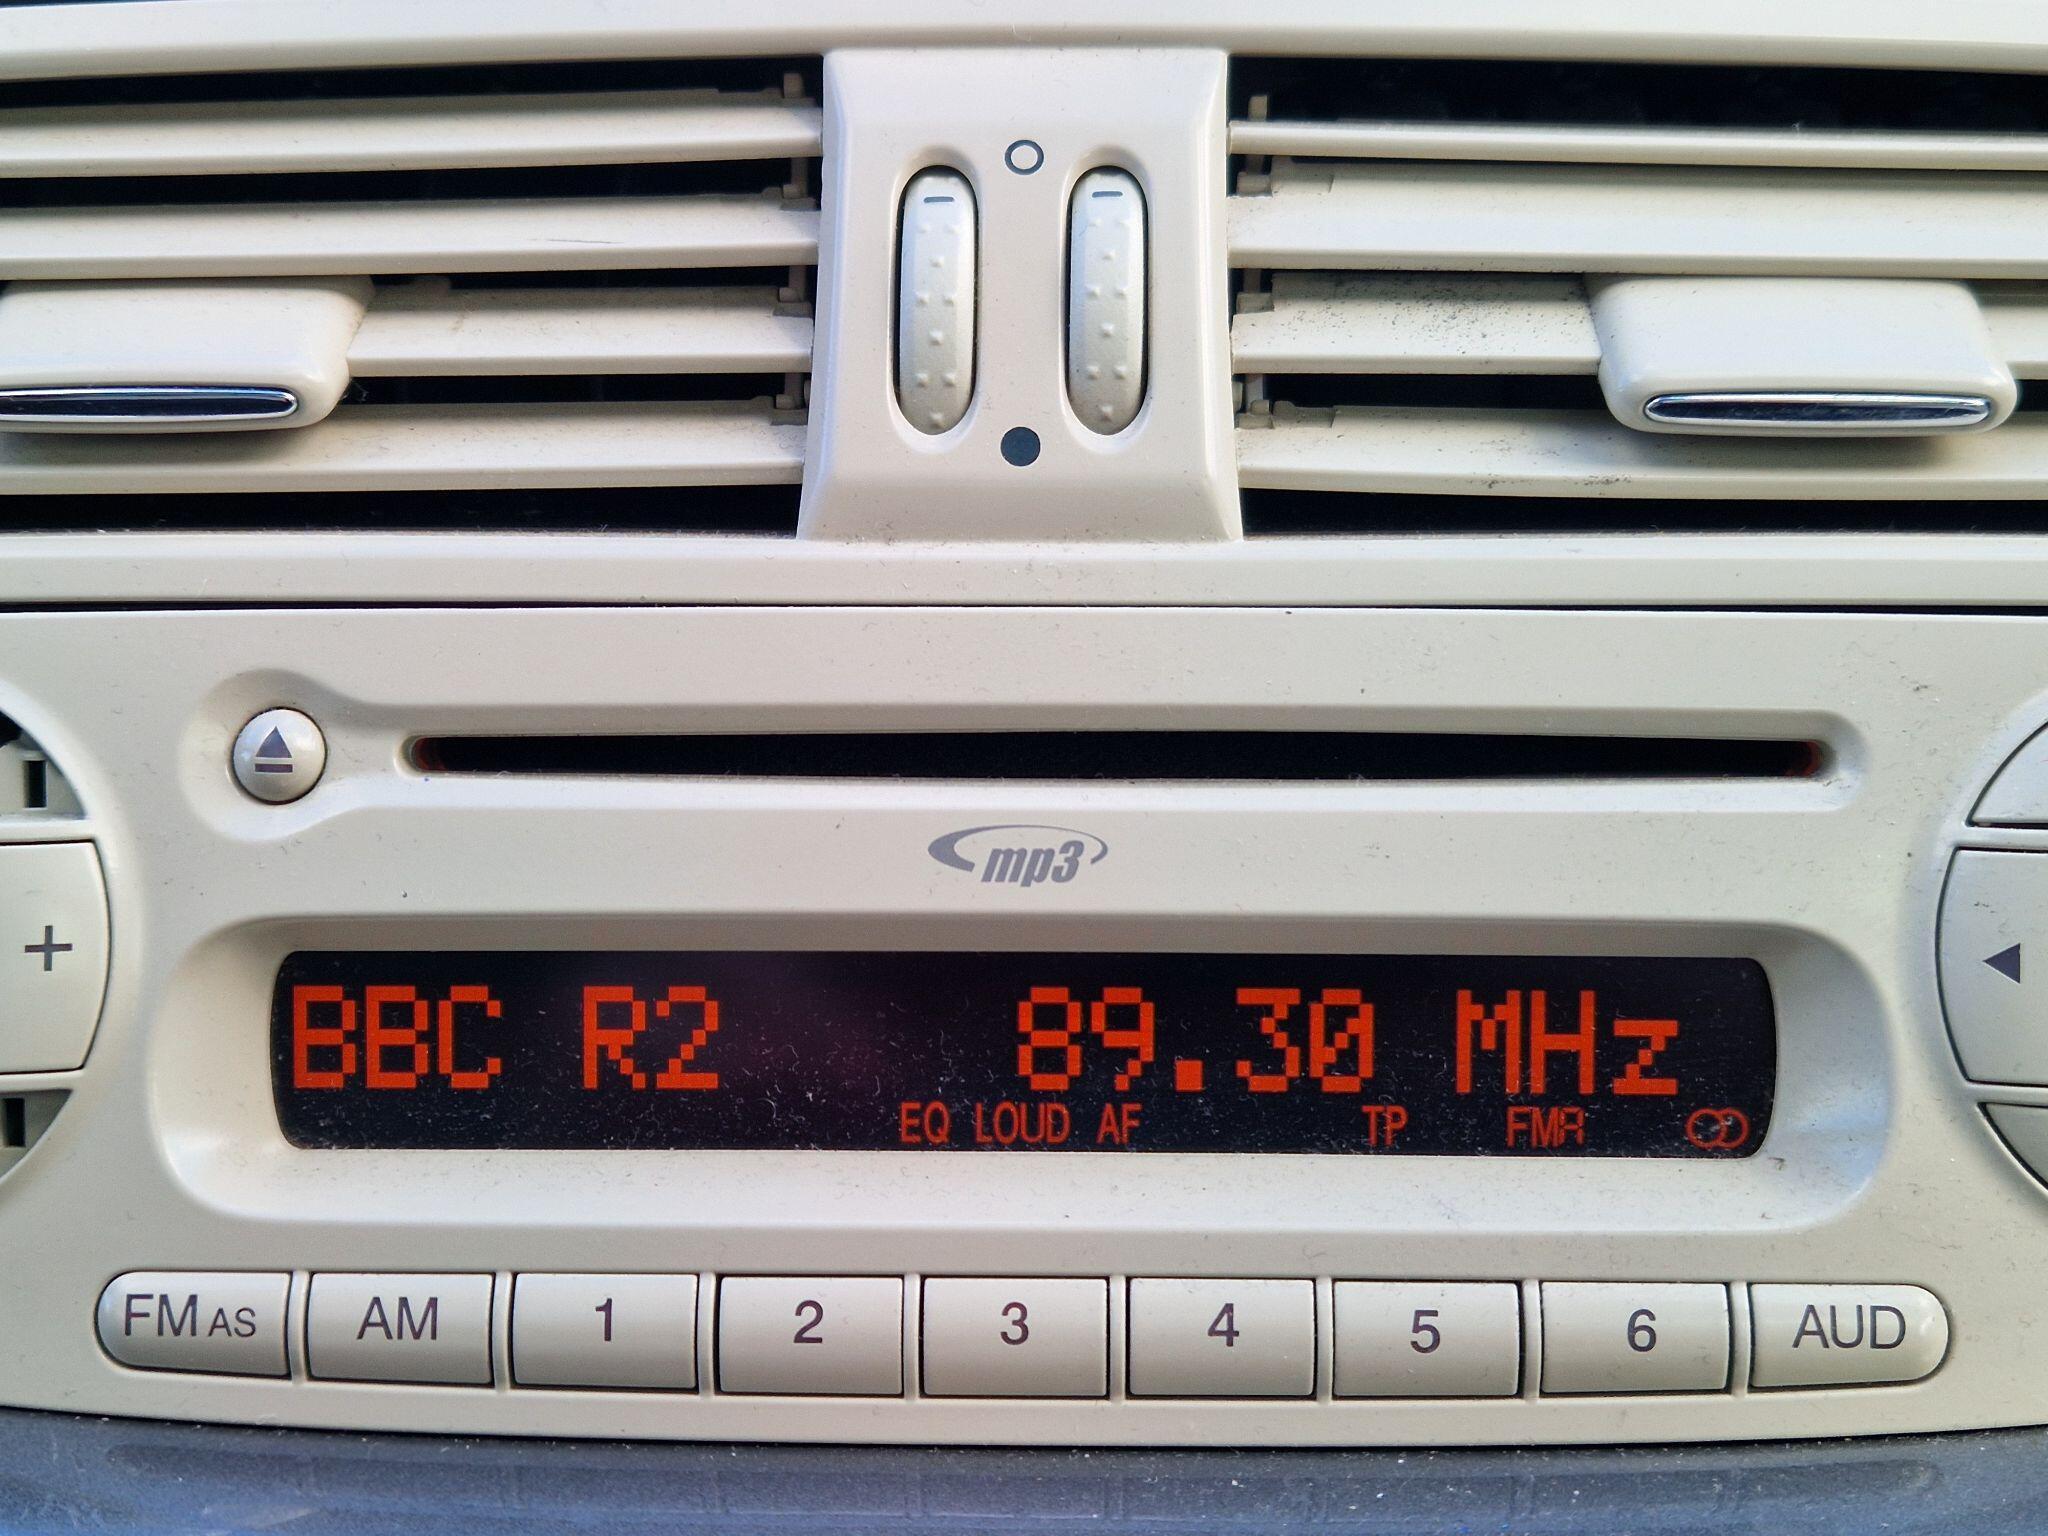 mp3
BBC R2 89.30 MHz
EQ LOUD AF TP FMA
FM AS AM 1 2 3 4 5 6 AUD